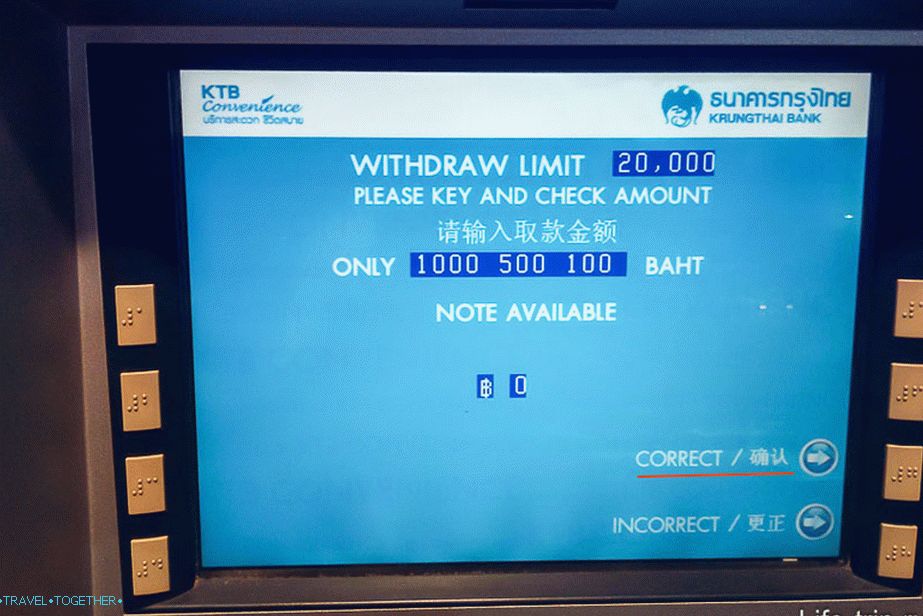 KTB
Convenience
บริการสะดวก ชีวิตสบาย
ธนาคารกรุงไทย
KRUNGTHAI BANK
WITHDRAW LIMIT 20,000
PLEASE KEY AND CHECK AMOUNT
请输入取款金额
ONLY 1000 500 100 BAHT
NOTE AVAILABLE
฿ 0
CORRECT / 确认
INCORRECT / 更正
•TRAVEL•TOGETHER•